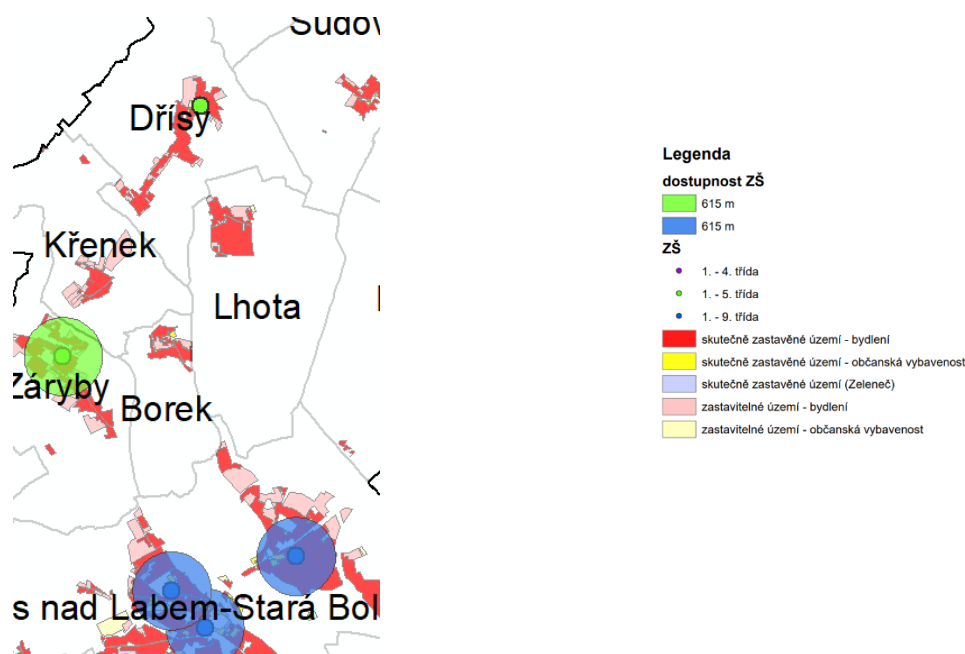 Dřísy
Křenek
Lhota
Záryby
Borek
s nad Labem-Stará Bol
Legenda
dostupnost ZŠ
615 m
615 m
ZŠ
1. - 4. třída
1. - 5. třída
1. - 9. třída
skutečně zastavěné území - bydlení
skutečně zastavěné území - občanská vybavenost
skutečně zastavěné území (Zeleneč)
zastavitelné území - bydlení
zastavitelné území - občanská vybavenost